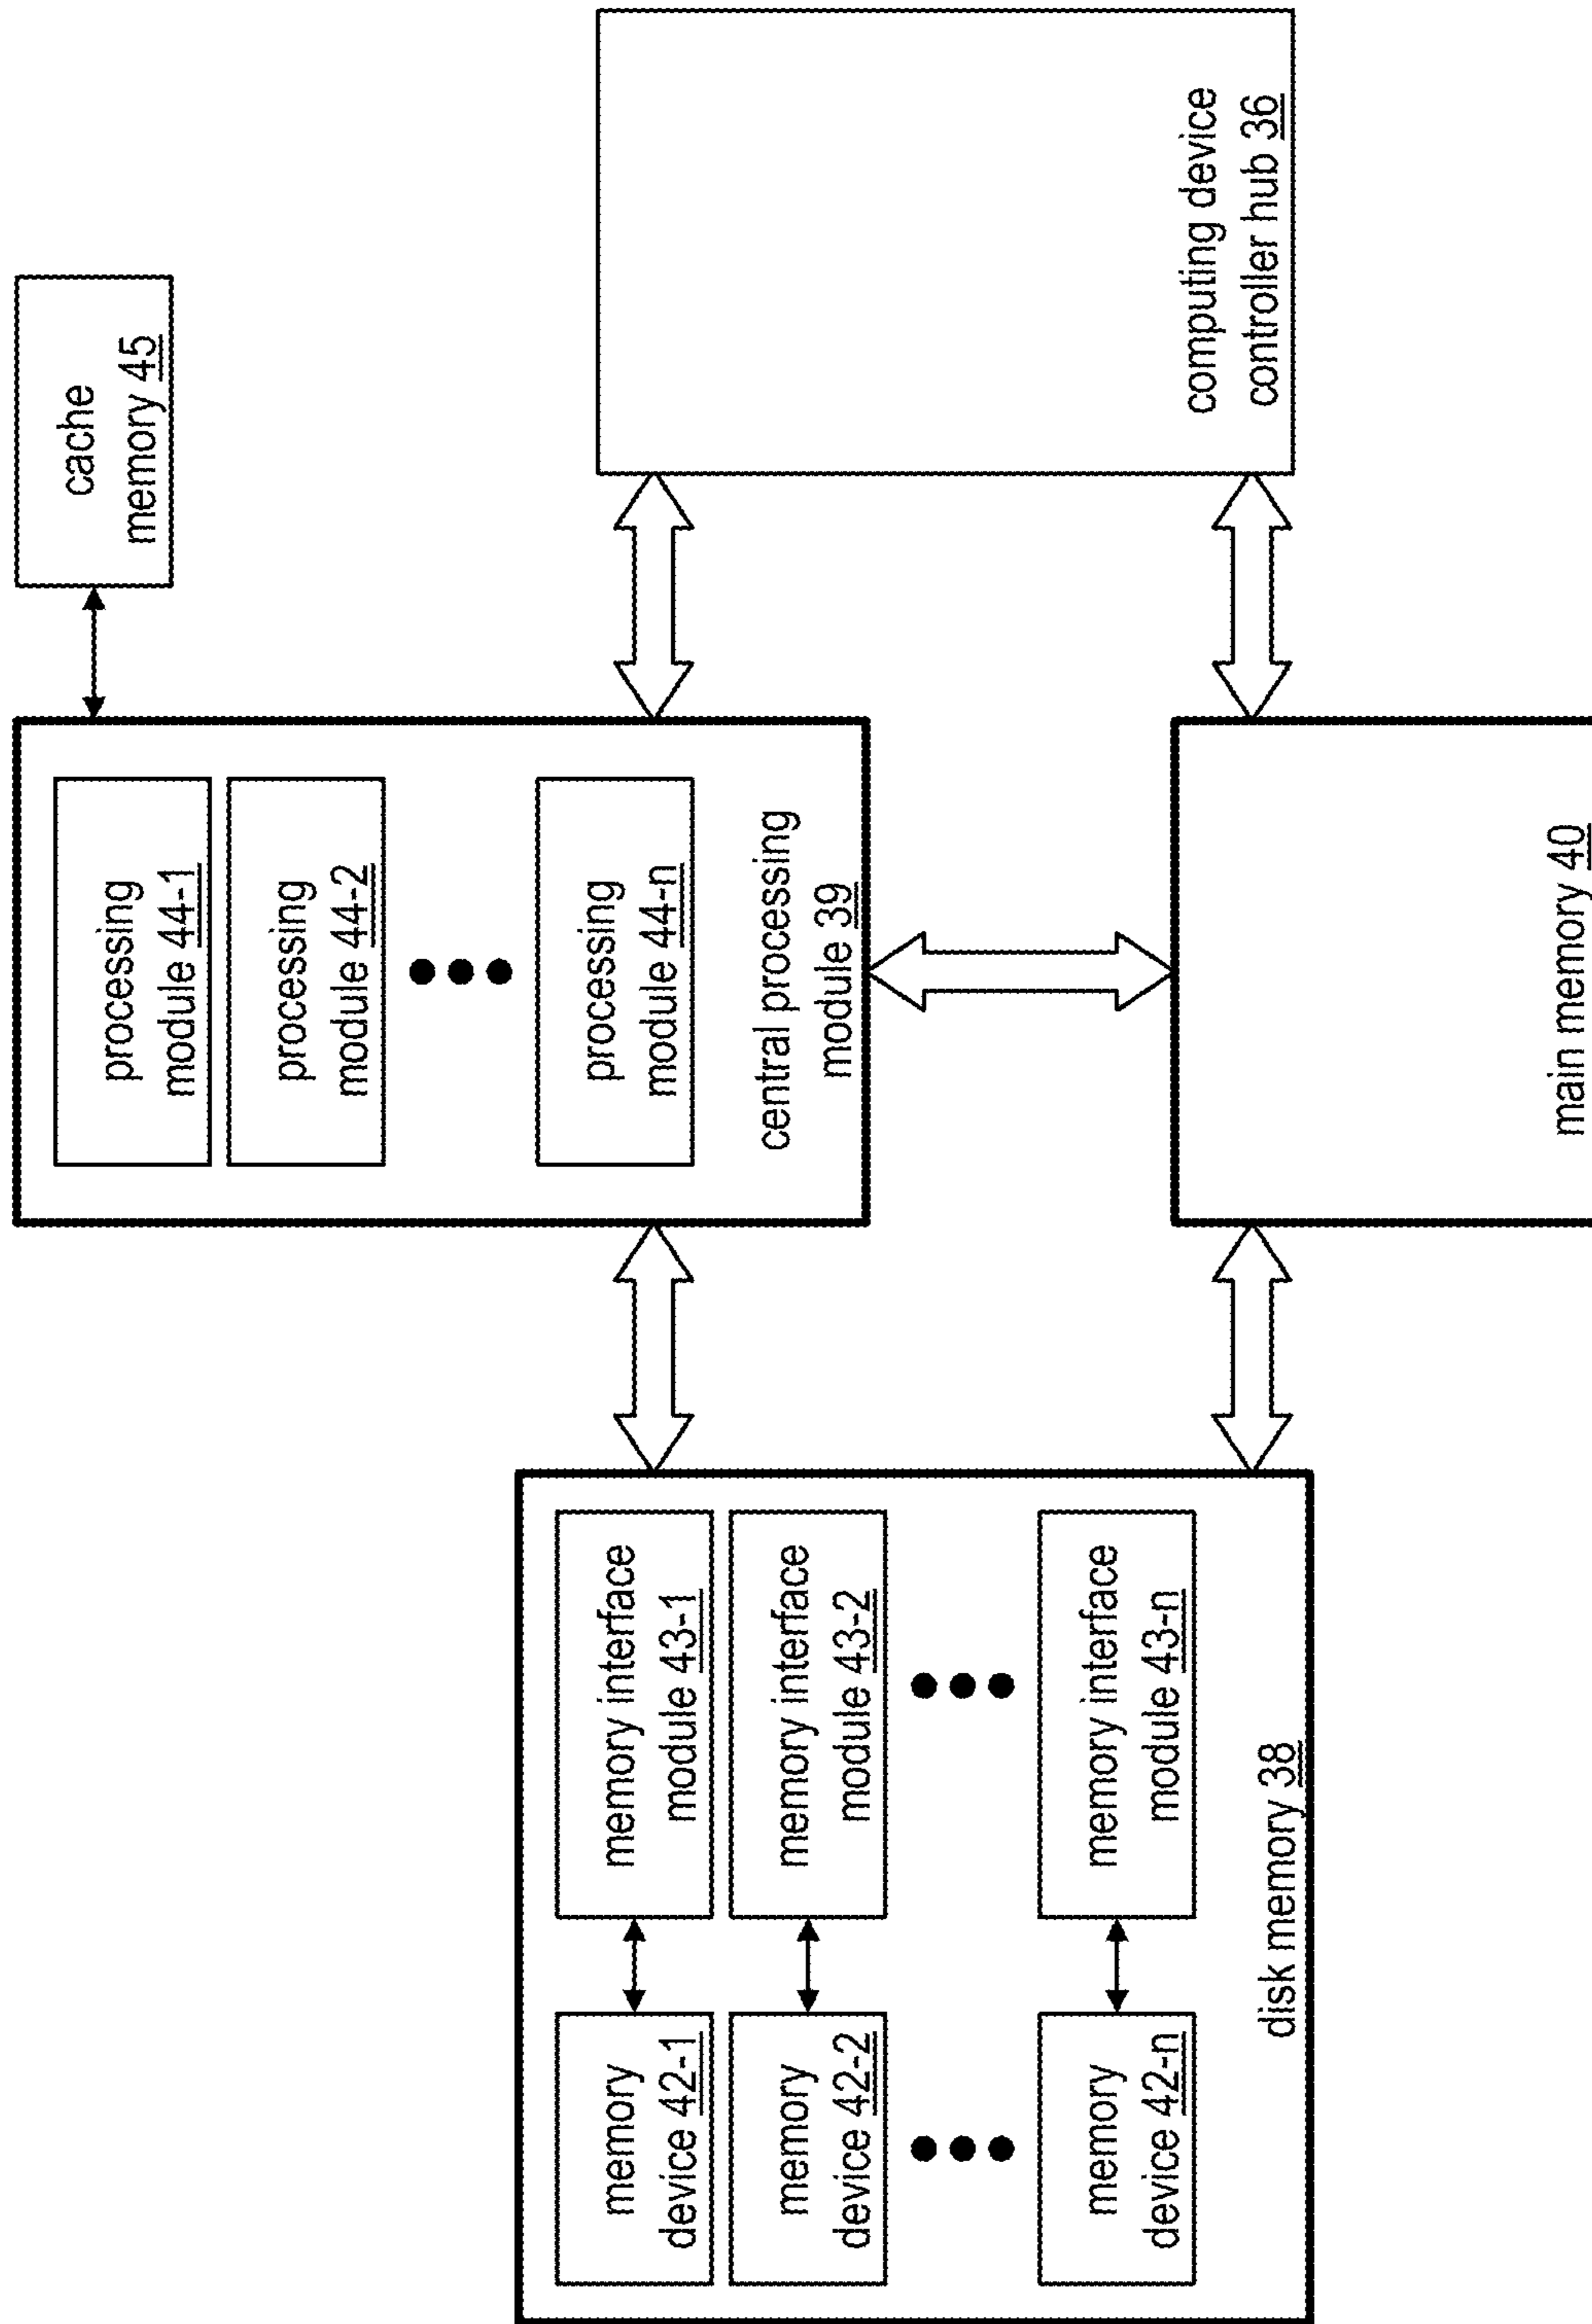 memory
device 42-1
memory interface
module 43-1
memory
device 42-2
memory interface
module 43-2
memory
device 42-n
memory interface
module 43-n
disk memory 38
processing
module 44-1
processing
module 44-2
processing
module 44-n
central processing
module 39
cache
memory 45
main memory 40
computing device
controller hub 36